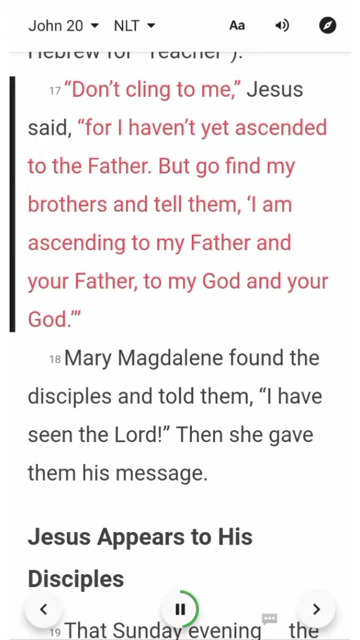 John 20 NLT Aa
Hebrew for “Teacher”).
17 “Don’t cling to me,” Jesus
said, “for I haven’t yet ascended
to the Father. But go find my
brothers and tell them, ‘I am
ascending to my Father and
your Father, to my God and your
God.’”
18 Mary Magdalene found the
disciples and told them, “I have
seen the Lord!” Then she gave
them his message.
Jesus Appears to His
Disciples
19 That Sunday evening the